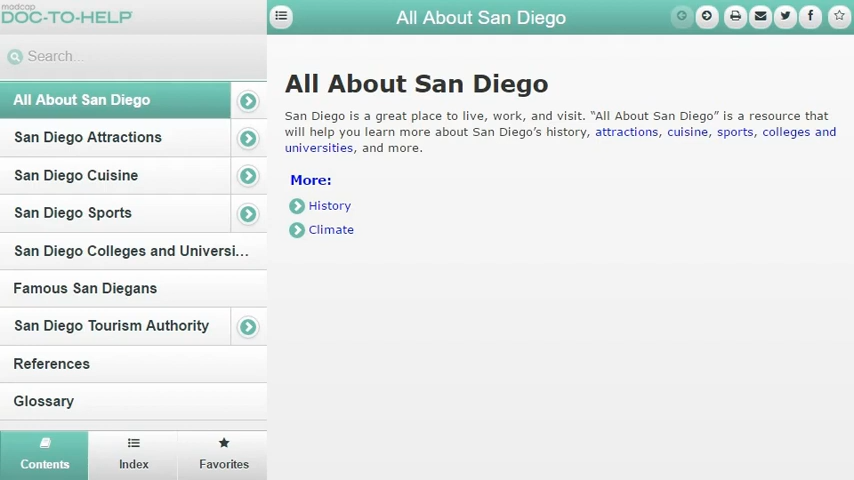 madcap
DOC-TO-HELP
Search...
All About San Diego
San Diego Attractions
San Diego Cuisine
San Diego Sports
San Diego Colleges and Universi...
Famous San Diegans
San Diego Tourism Authority
References
Glossary
Contents
Index
Favorites
All About San Diego
All About San Diego
San Diego is a great place to live, work, and visit. “All About San Diego” is a resource that
will help you learn more about San Diego’s history, attractions, cuisine, sports, colleges and
universities, and more.
More:
History
Climate